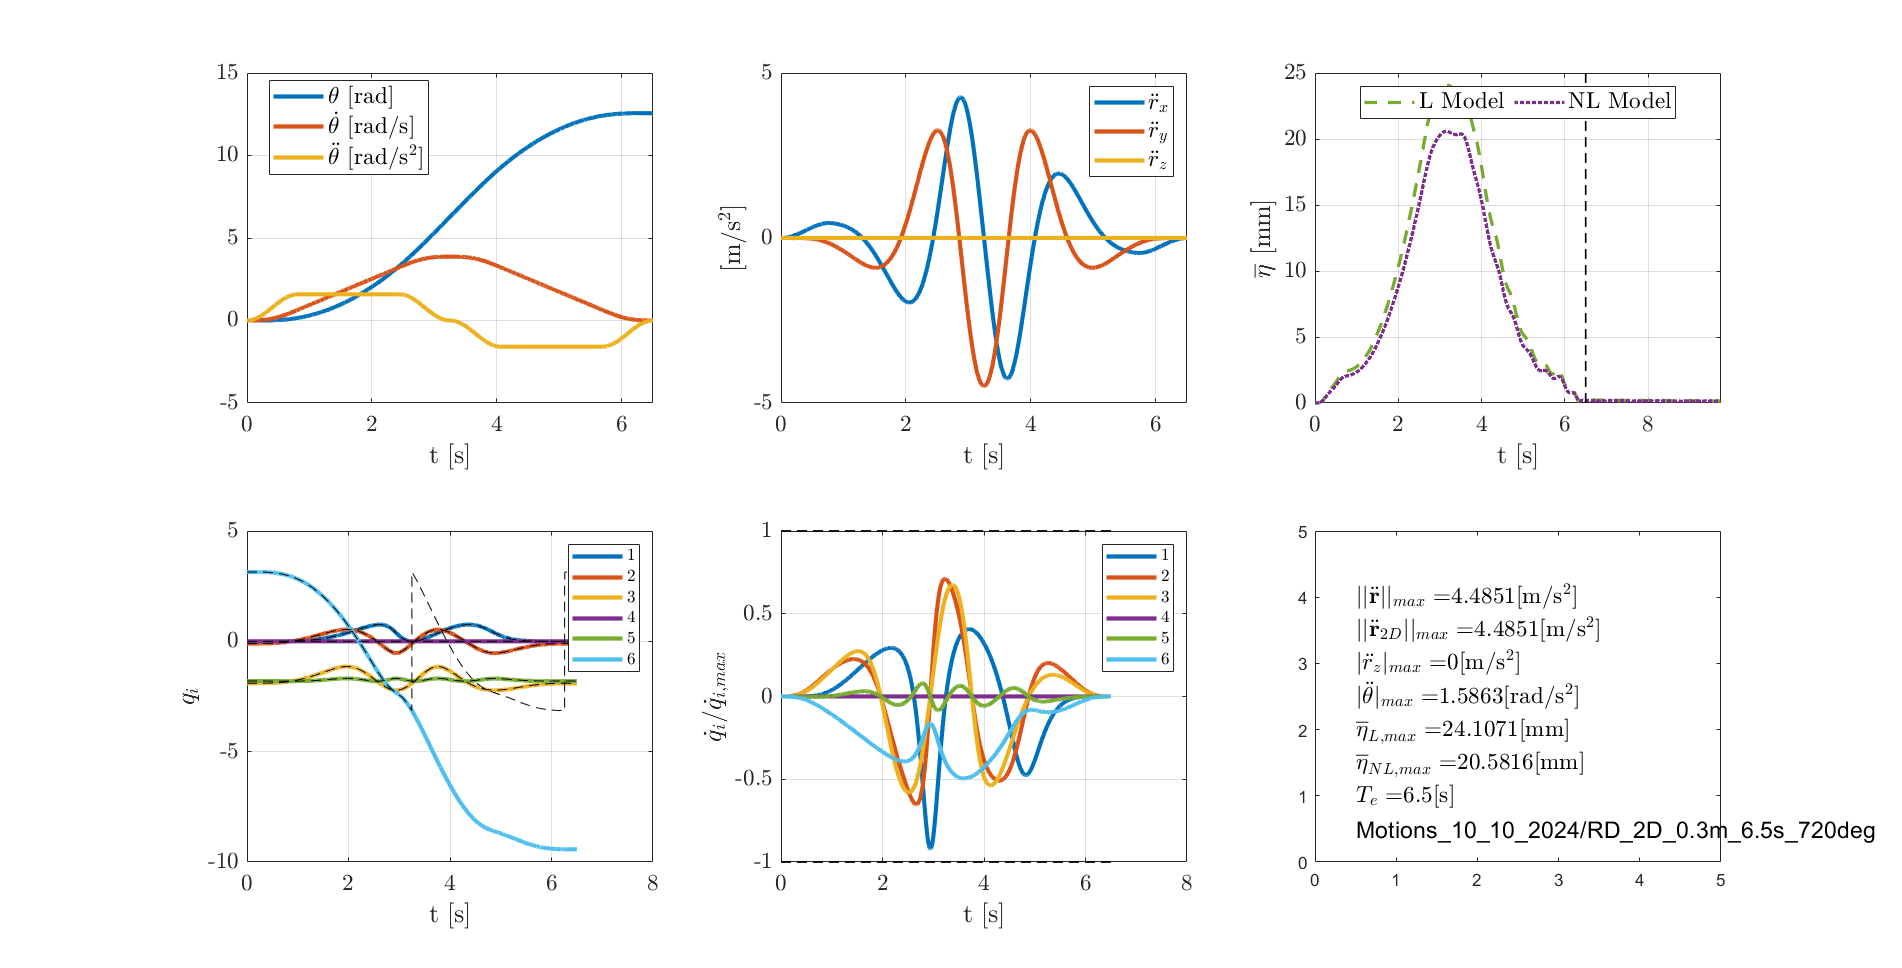 15
10
5
0
-5
0 2 4 6
t [s]
θ [rad]
θ̇ [rad/s]
θ̈ [rad/s²]
5
0
-5
0 2 4 6
t [s]
[m/s²]
r̈ₓ
r̈_y
r̈_z
25
20
15
10
5
0
0 2 4 6 8
t [s]
η̅ [mm]
L Model NL Model
5
0
-5
-10
0 2 4 6 8
t [s]
q_i
1
2
3
4
5
6
1
0.5
0
-0.5
-1
0 2 4 6 8
t [s]
q̇_i/q̇_{i,max}
1
2
3
4
5
6
5
4
3
2
1
0
0 1 2 3 4 5
||r̈||_{max} =4.4851[m/s²]
||r̈_{2D}||_{max} =4.4851[m/s²]
|r̈_z|_{max} =0[m/s²]
|θ̈|_{max} =1.5863[rad/s²]
η̅_{L,max} =24.1071[mm]
η̅_{NL,max} =20.5816[mm]
T_e =6.5[s]
Motions_10_10_2024/RD_2D_0.3m_6.5s_720deg